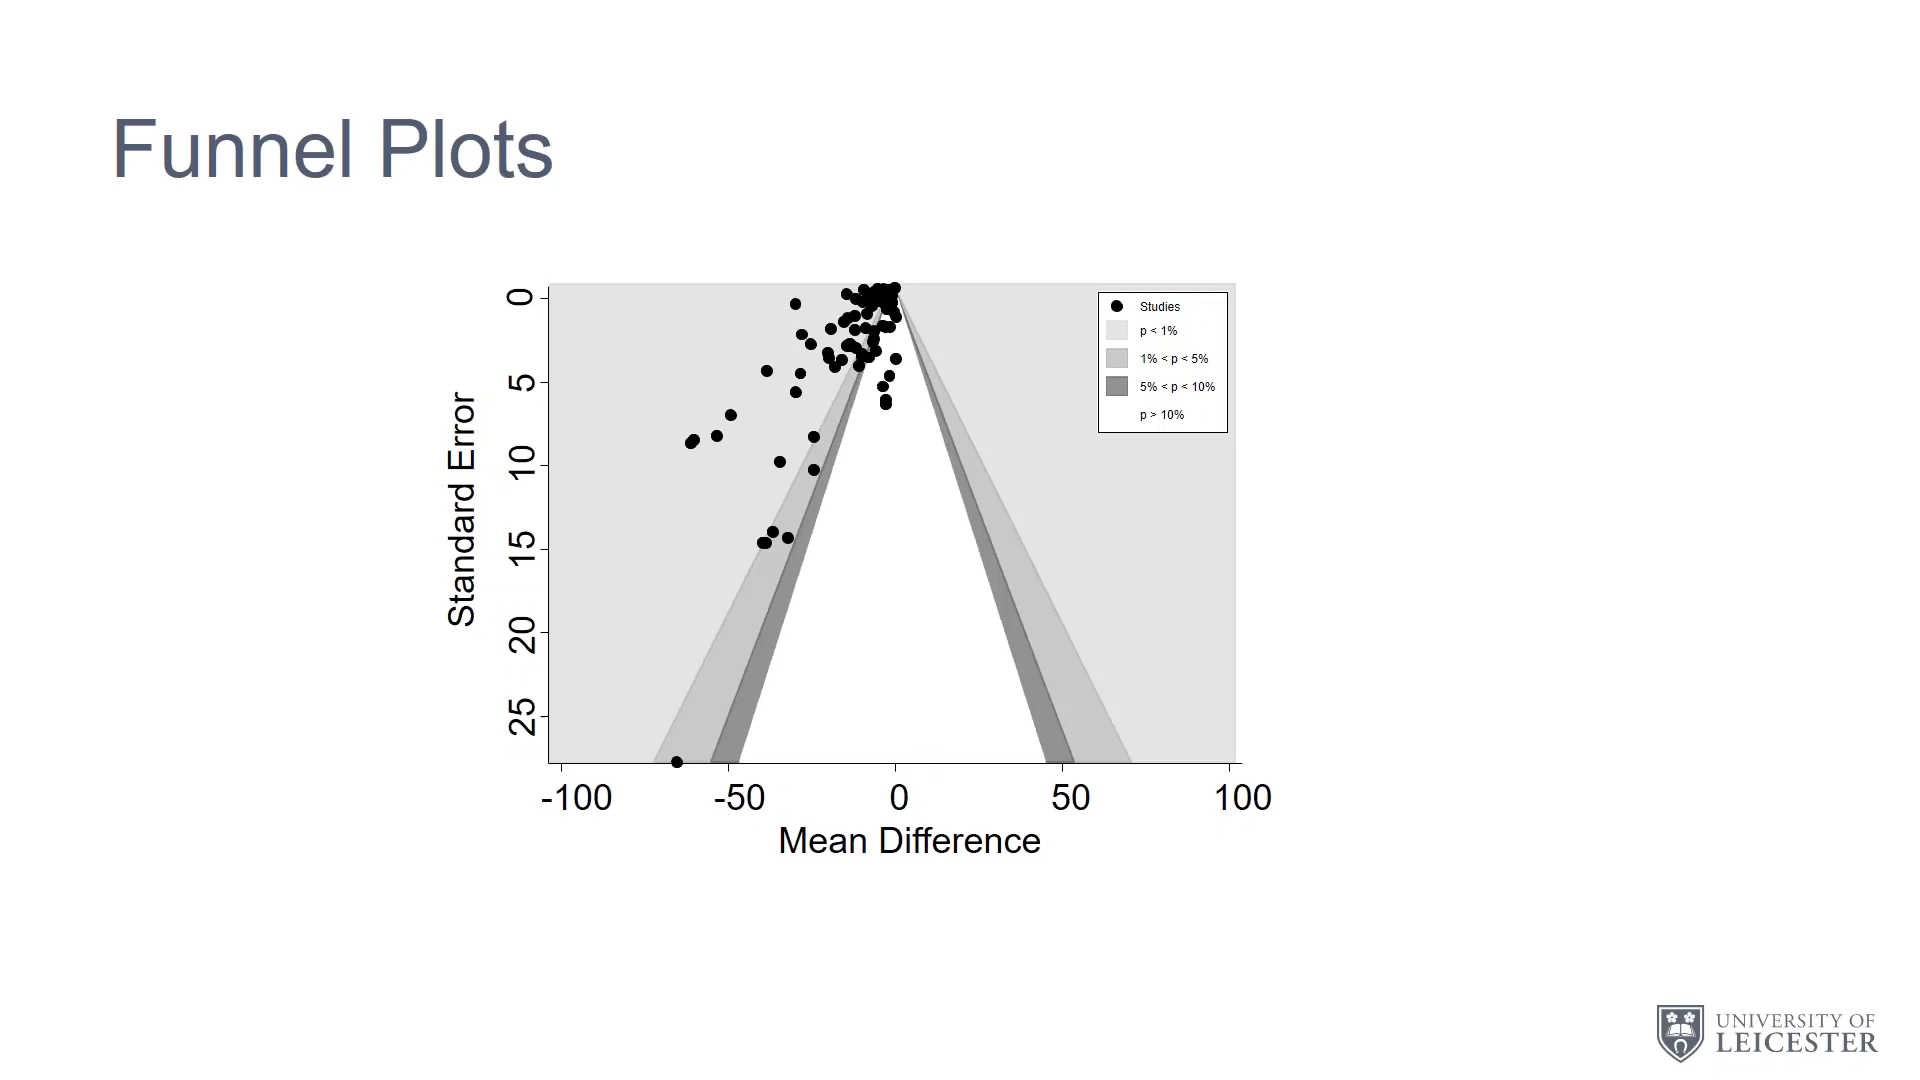 Funnel Plots
Standard Error
0
5
10
15
20
25
Studies
p < 1%
1% < p < 5%
5% < p < 10%
p > 10%
-100 -50 0 50 100
Mean Difference
UNIVERSITY OF
LEICESTER